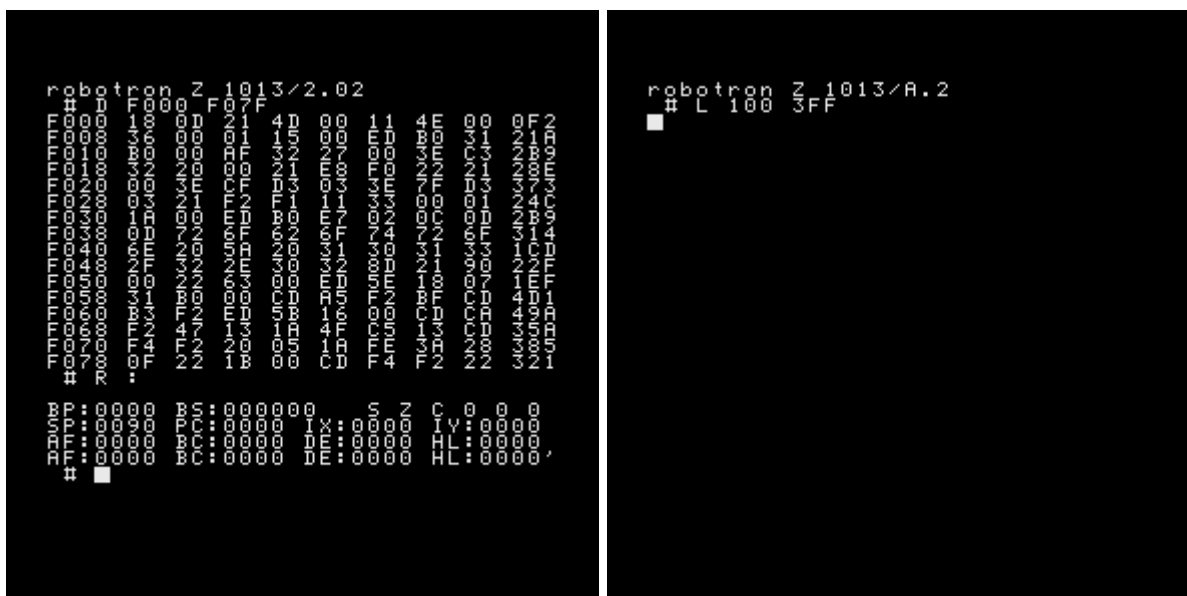 robotron Z 1013/2.02
# D F000 F07F
F000 18 0D 21 4D 00 11 4E 00 0F2
F008 36 00 01 15 00 ED B0 31 21A
F010 B0 00 AF 32 27 00 3E C3 2B9
F018 32 20 00 21 E8 F0 22 21 28E
F020 00 3E CF D3 03 3E 7F D3 373
F028 03 21 F2 F1 11 33 00 01 24C
F030 1A 00 ED B0 E7 02 0C 0D 2B9
F038 0D 72 6F 62 6F 74 72 6F 314
F040 6E 20 5A 20 31 30 31 33 1CD
F048 2F 32 2E 30 32 8D 21 90 22F
F050 00 22 63 00 ED 5E 18 07 1EF
F058 31 B0 00 CD A5 F2 BF CD 4D1
F060 B3 F2 ED 5B 16 00 CD CA 49A
F068 F2 47 13 1A 4F C5 13 CD 35A
F070 F4 F2 20 05 1A FE 3A 28 385
F078 0F 22 1B 00 CD F4 F2 22 321
# R :
BP:0000 BS:000000 S Z C 0 0 0
SP:0090 PC:0000 IX:0000 IY:0000
AF:0000 BC:0000 DE:0000 HL:0000
AF:0000 BC:0000 DE:0000 HL:0000'
#
robotron Z 1013/A.2
# L 100 3FF